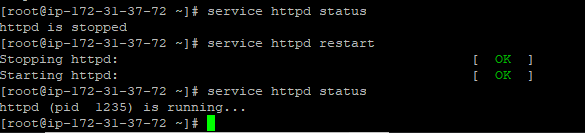 [root@ip-172-31-37-72 ~]# service httpd status
httpd is stopped
[root@ip-172-31-37-72 ~]# service httpd restart
Stopping httpd:                                            [  OK  ]
Starting httpd:                                            [  OK  ]
[root@ip-172-31-37-72 ~]# service httpd status
httpd (pid  1235) is running...
[root@ip-172-31-37-72 ~]#